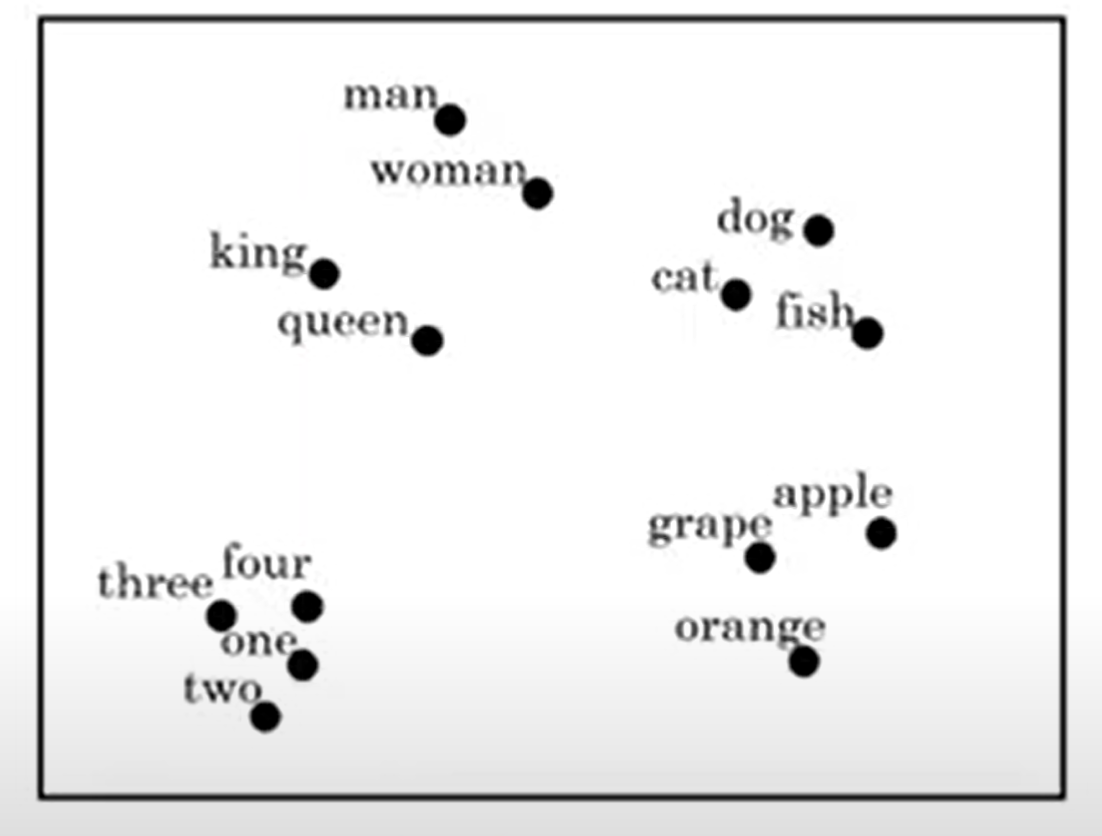 man
woman
dog
king
cat
fish
queen
apple
grape
four
three
orange
one
two